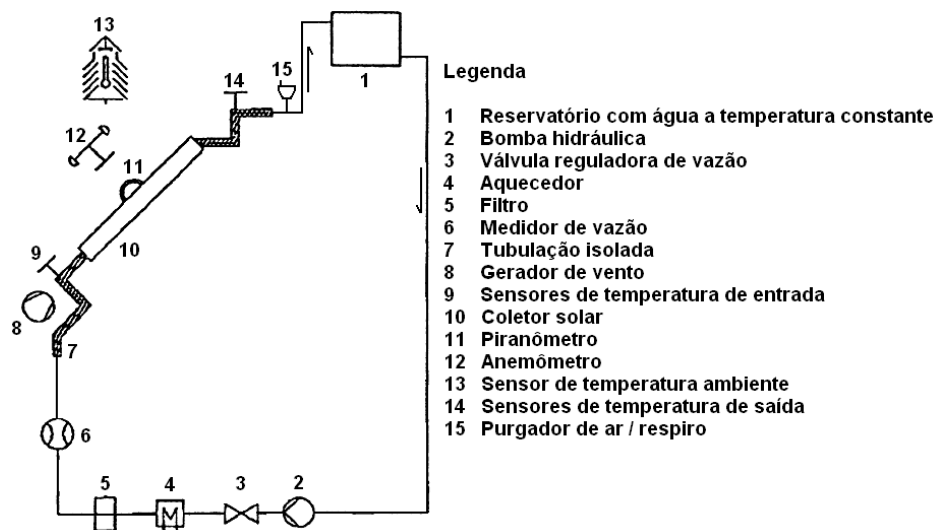 13
1
15
14
12
11
10
9
8
7
6
5
4
3
2
Legenda
1 Reservatório com água a temperatura constante
2 Bomba hidráulica
3 Válvula reguladora de vazão
4 Aquecedor
5 Filtro
6 Medidor de vazão
7 Tubulação isolada
8 Gerador de vento
9 Sensores de temperatura de entrada
10 Coletor solar
11 Piranômetro
12 Anemômetro
13 Sensor de temperatura ambiente
14 Sensores de temperatura de saída
15 Purgador de ar / respiro